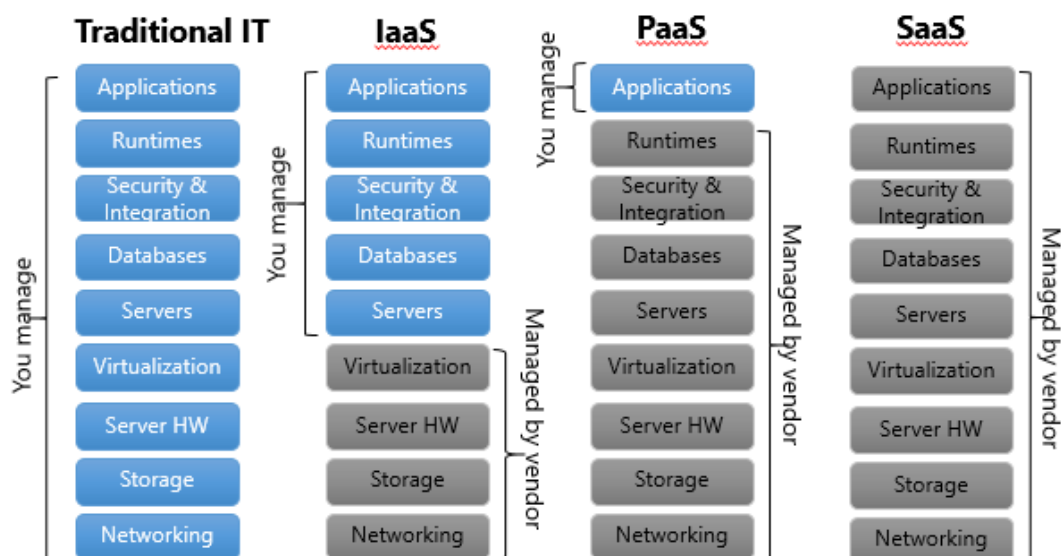 Traditional IT
IaaS
PaaS
SaaS
You manage
Applications
Runtimes
Security &
Integration
Databases
Servers
Virtualization
Server HW
Storage
Networking
You manage
Applications
Runtimes
Security &
Integration
Databases
Servers
Virtualization
Server HW
Storage
Networking
Managed by vendor
You manage
Applications
Runtimes
Security &
Integration
Databases
Servers
Virtualization
Server HW
Storage
Networking
Managed by vendor
Applications
Runtimes
Security &
Integration
Databases
Servers
Virtualization
Server HW
Storage
Networking
Managed by vendor